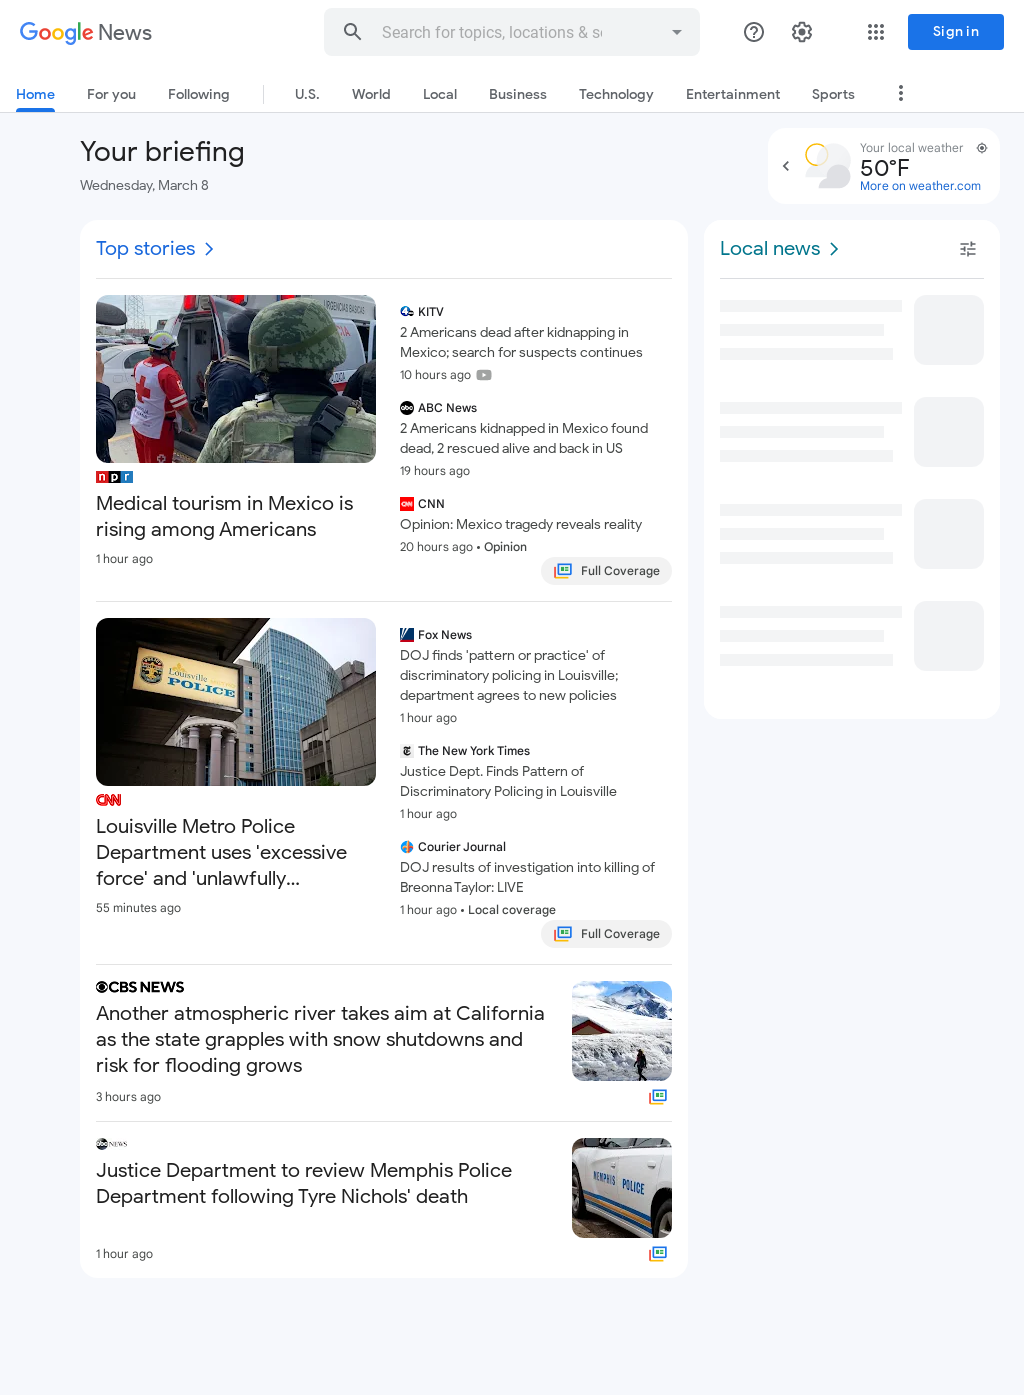 Google News
Search for topics, locations & so
Sign in
Home
For you
Following
U.S.
World
Local
Business
Technology
Entertainment
Sports
Your briefing
Wednesday, March 8
Your local weather
50°F
More on weather.com
Top stories
URGENCIAS BASICAS
npr
Medical tourism in Mexico is
rising among Americans
1 hour ago
KITV
2 Americans dead after kidnapping in
Mexico; search for suspects continues
10 hours ago
abc
ABC News
2 Americans kidnapped in Mexico found
dead, 2 rescued alive and back in US
19 hours ago
CNN
CNN
Opinion: Mexico tragedy reveals reality
20 hours ago • Opinion
Full Coverage
Louisville
POLICE
CNN
Louisville Metro Police
Department uses 'excessive
force' and 'unlawfully...
55 minutes ago
Fox News
DOJ finds 'pattern or practice' of
discriminatory policing in Louisville;
department agrees to new policies
1 hour ago
The New York Times
Justice Dept. Finds Pattern of
Discriminatory Policing in Louisville
1 hour ago
Courier Journal
DOJ results of investigation into killing of
Breonna Taylor: LIVE
1 hour ago • Local coverage
Full Coverage
CBS NEWS
Another atmospheric river takes aim at California
as the state grapples with snow shutdowns and
risk for flooding grows
3 hours ago
abc NEWS
Justice Department to review Memphis Police
Department following Tyre Nichols' death
1 hour ago
MEMPHIS POLICE
Local news